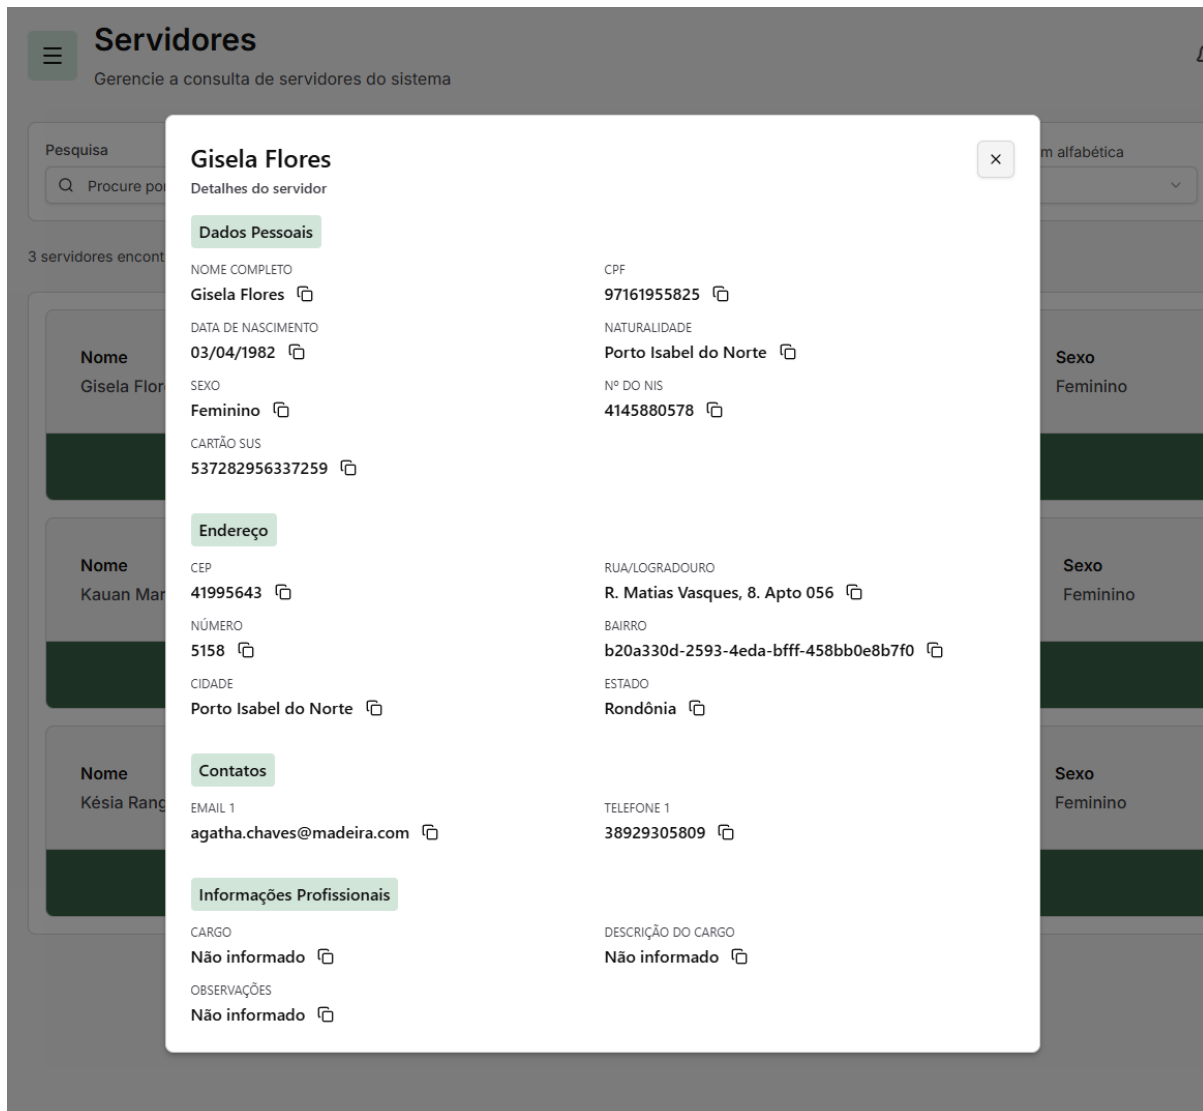 Servidores
Gerencie a consulta de servidores do sistema
Pesquisa
Procure por
m alfabética
3 servidores encont
Nome
Gisela Flor
Sexo
Feminino
Nome
Kauan Mar
Sexo
Feminino
Nome
Késia Rang
Sexo
Feminino
Gisela Flores
Detalhes do servidor
Dados Pessoais
NOME COMPLETO
Gisela Flores
CPF
97161955825
DATA DE NASCIMENTO
03/04/1982
NATURALIDADE
Porto Isabel do Norte
SEXO
Feminino
Nº DO NIS
4145880578
CARTÃO SUS
537282956337259
Endereço
CEP
41995643
RUA/LOGRADOURO
R. Matias Vasques, 8. Apto 056
NÚMERO
5158
BAIRRO
b20a330d-2593-4eda-bfff-458bb0e8b7f0
CIDADE
Porto Isabel do Norte
ESTADO
Rondônia
Contatos
EMAIL 1
agatha.chaves@madeira.com
TELEFONE 1
38929305809
Informações Profissionais
CARGO
Não informado
DESCRIÇÃO DO CARGO
Não informado
OBSERVAÇÕES
Não informado